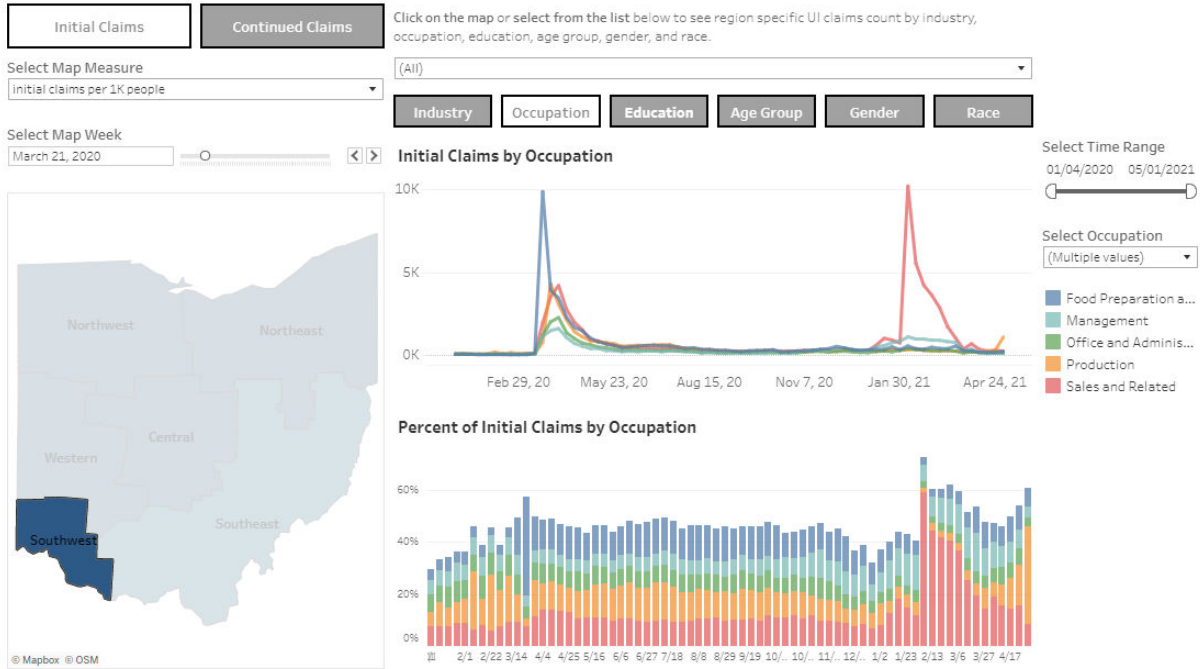 Initial Claims
Continued Claims
Click on the map or select from the list below to see region specific UI claims count by industry,
occupation, education, age group, gender, and race.
Select Map Measure
initial claims per 1K people
(All)
Industry
Occupation
Education
Age Group
Gender
Race
Select Map Week
March 21, 2020
Initial Claims by Occupation
Select Time Range
01/04/2020 05/01/2021
10K
5K
0K
Feb 29, 20 May 23, 20 Aug 15, 20 Nov 7, 20 Jan 30, 21 Apr 24, 21
Select Occupation
(Multiple values)
Food Preparation a...
Management
Office and Adminis...
Production
Sales and Related
Northwest
Northeast
Central
Western
Southeast
Southwest
Percent of Initial Claims by Occupation
60%
40%
20%
0%
2/1 2/22 3/14 4/4 4/25 5/16 6/6 6/27 7/18 8/8 8/29 9/19 10/.. 10/.. 11/.. 12/.. 1/2 1/23 2/13 3/6 3/27 4/17
© Mapbox © OSM